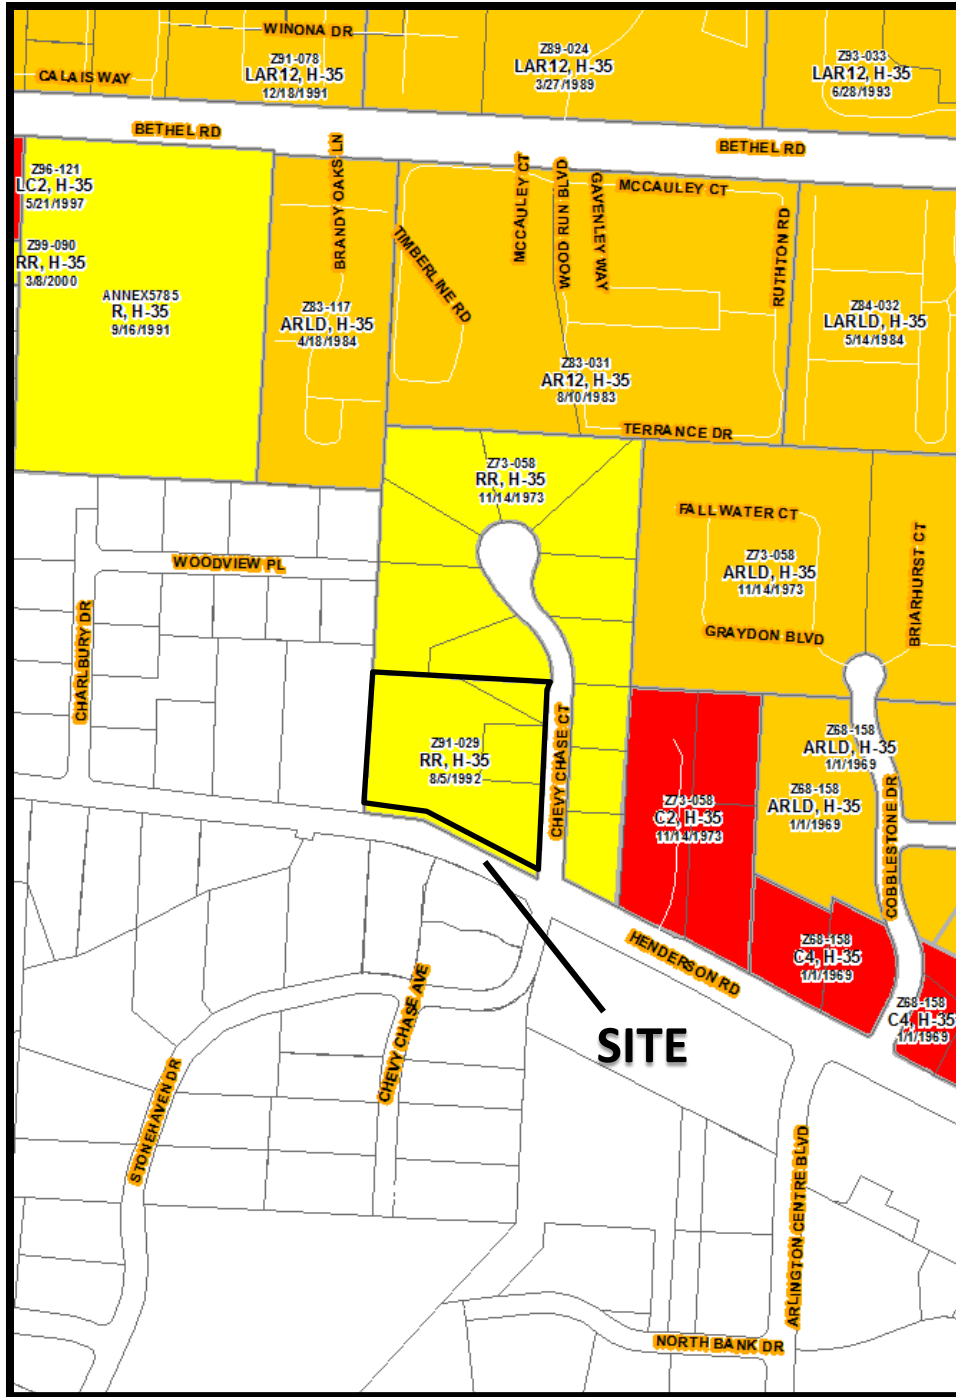 WINONA DR
Z91-078
LAR12, H-35
12/18/1991
Z89-024
LAR12, H-35
3/27/1989
Z93-033
LAR12, H-35
6/28/1993
CALAIS WAY
BETHEL RD
BETHEL RD
Z96-121
LC2, H-35
5/21/1997
Z99-090
RR, H-35
3/8/2000
ANNEX5785
R, H-35
9/16/1991
BRANDY OAKS LN
Z83-117
ARLD, H-35
4/18/1984
TIMBERLINE RD
MCCAULEY CT
WOOD RUN BLVD
GAVENLEY WAY
MCCAULEY CT
RUTHTON RD
Z84-032
LARLD, H-35
5/14/1984
Z83-031
AR12, H-35
8/10/1983
TERRANCE DR
Z73-058
RR, H-35
11/14/1973
FALLWATER CT
Z73-058
ARLD, H-35
11/14/1973
GRAYDON BLVD
BRIARHURST CT
WOODVIEW PL
CHARLBURY DR
Z91-029
RR, H-35
8/5/1992
CHEVY CHASE CT
Z73-058
C2, H-35
11/14/1973
Z68-158
ARLD, H-35
1/1/1969
Z68-158
ARLD, H-35
1/1/1969
COBBLESTONE DR
HENDERSON RD
Z68-158
C4, H-35
1/1/1969
Z68-158
C4, H-35
1/1/1969
SITE
CHEVY CHASE AVE
STONEHAVEN DR
ARLINGTON CENTRE BLVD
NORTH BANK DR